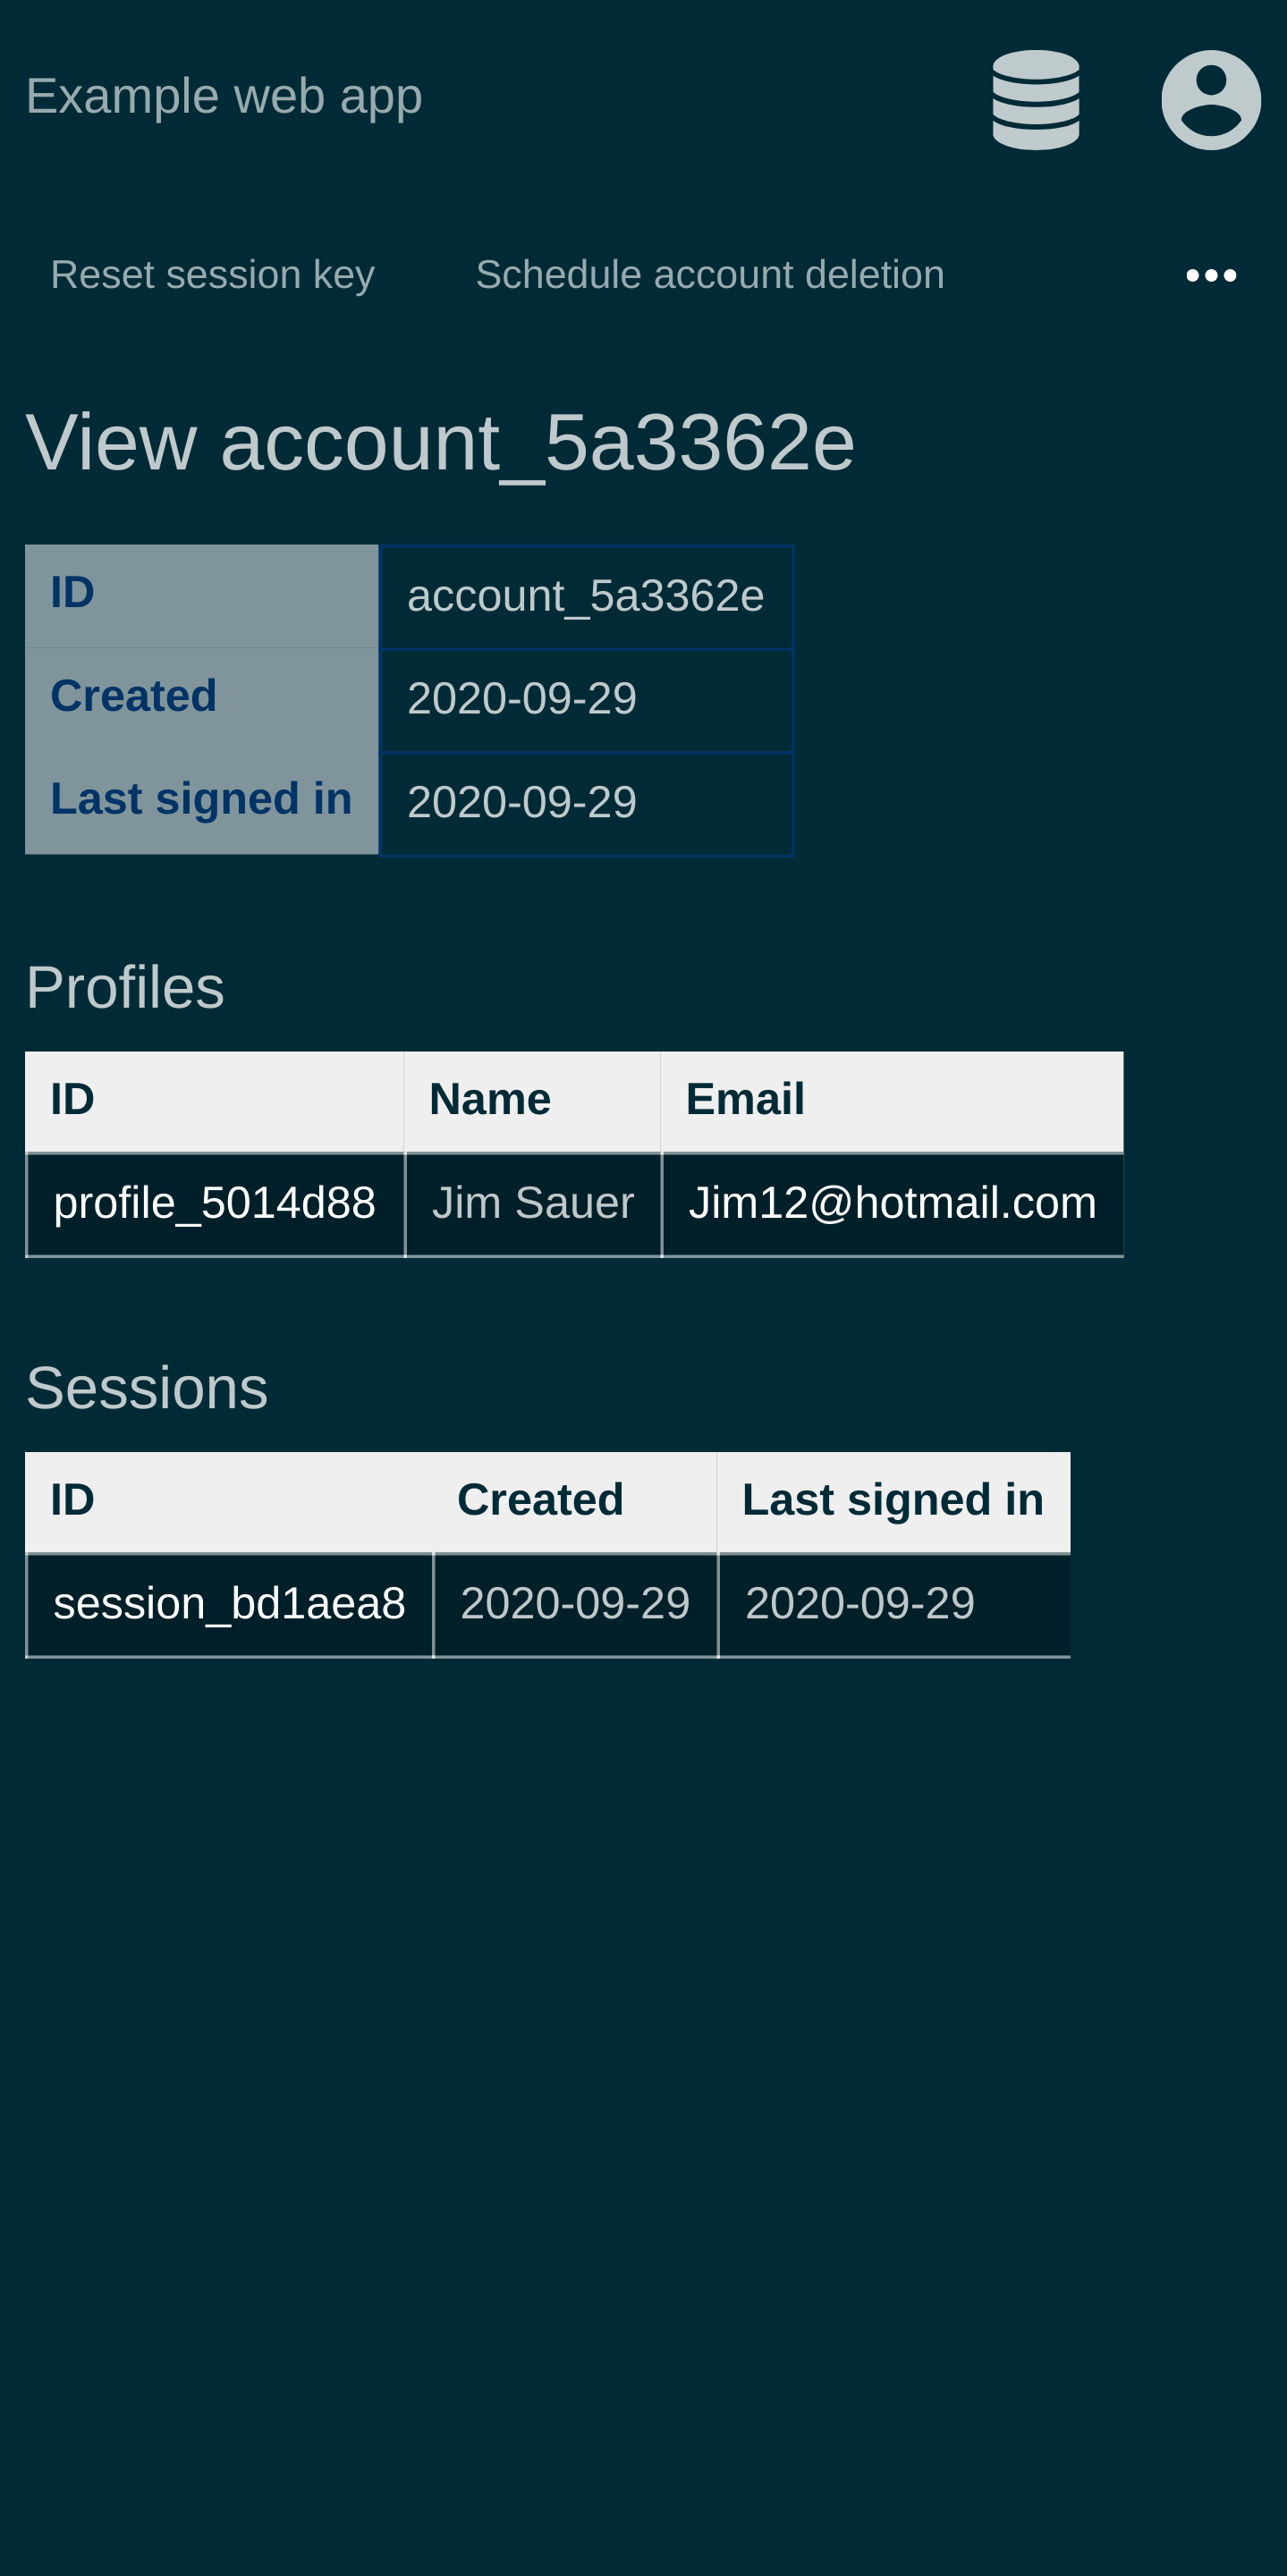 Example web app
Reset session key Schedule account deletion
View account_5a3362e
ID account_5a3362e
Created 2020-09-29
Last signed in 2020-09-29
Profiles
ID Name Email
profile_5014d88 Jim Sauer Jim12@hotmail.com
Sessions
ID Created Last signed in
session_bd1aea8 2020-09-29 2020-09-29